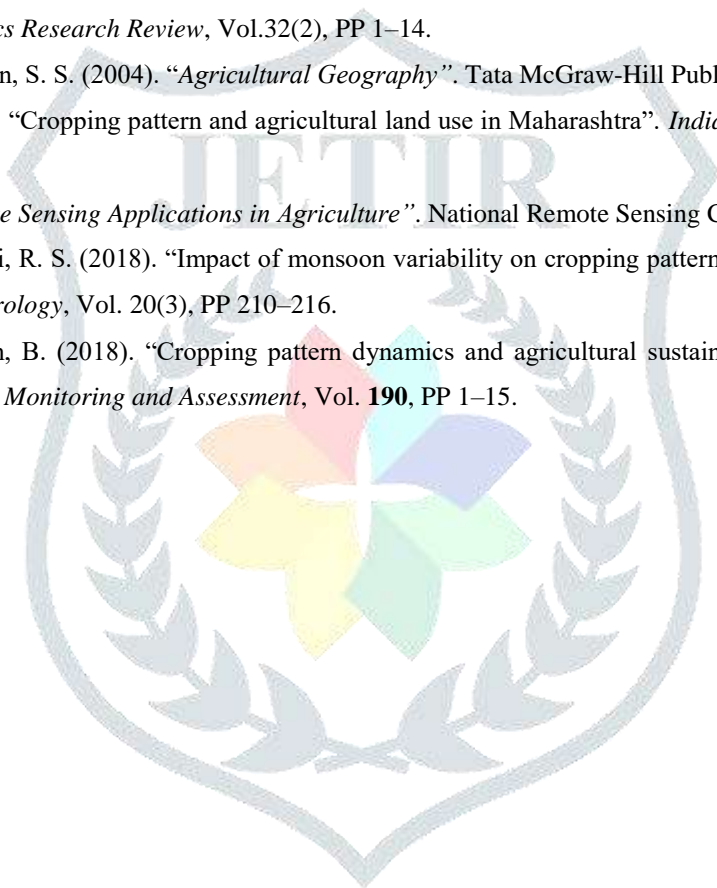 cs Research Review, Vol.32(2), PP 1–14.
n, S. S. (2004). “Agricultural Geography”. Tata McGraw-Hill Publ
“Cropping pattern and agricultural land use in Maharashtra”. India
e Sensing Applications in Agriculture”. National Remote Sensing C
i, R. S. (2018). “Impact of monsoon variability on cropping pattern
rology, Vol. 20(3), PP 210–216.
n, B. (2018). “Cropping pattern dynamics and agricultural sustain
Monitoring and Assessment, Vol. 190, PP 1–15.
JETIR